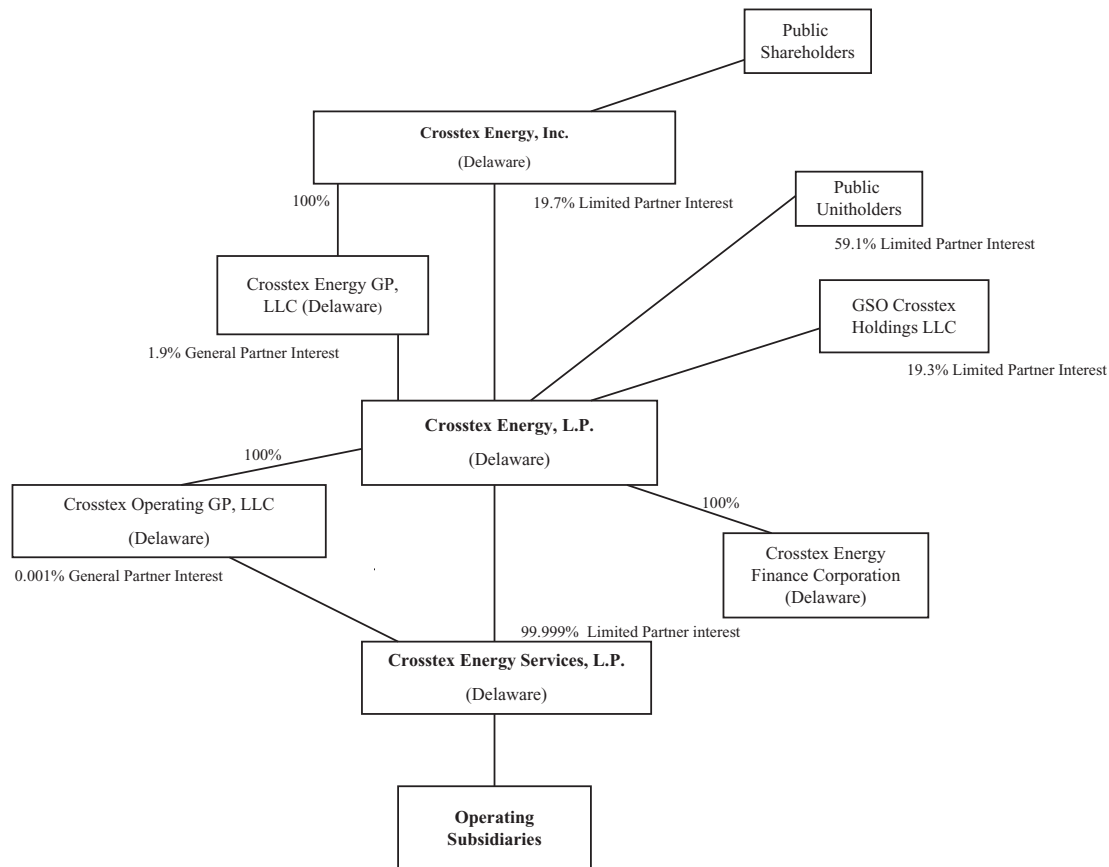 Public
Shareholders
Crosstex Energy, Inc.
(Delaware)
100%
19.7% Limited Partner Interest
Public
Unitholders
59.1% Limited Partner Interest
Crosstex Energy GP,
LLC (Delaware)
GSO Crosstex
Holdings LLC
1.9% General Partner Interest
19.3% Limited Partner Interest
Crosstex Energy, L.P.
(Delaware)
100%
Crosstex Operating GP, LLC
(Delaware)
100%
0.001% General Partner Interest
Crosstex Energy
Finance Corporation
(Delaware)
99.999% Limited Partner interest
Crosstex Energy Services, L.P.
(Delaware)
Operating
Subsidiaries